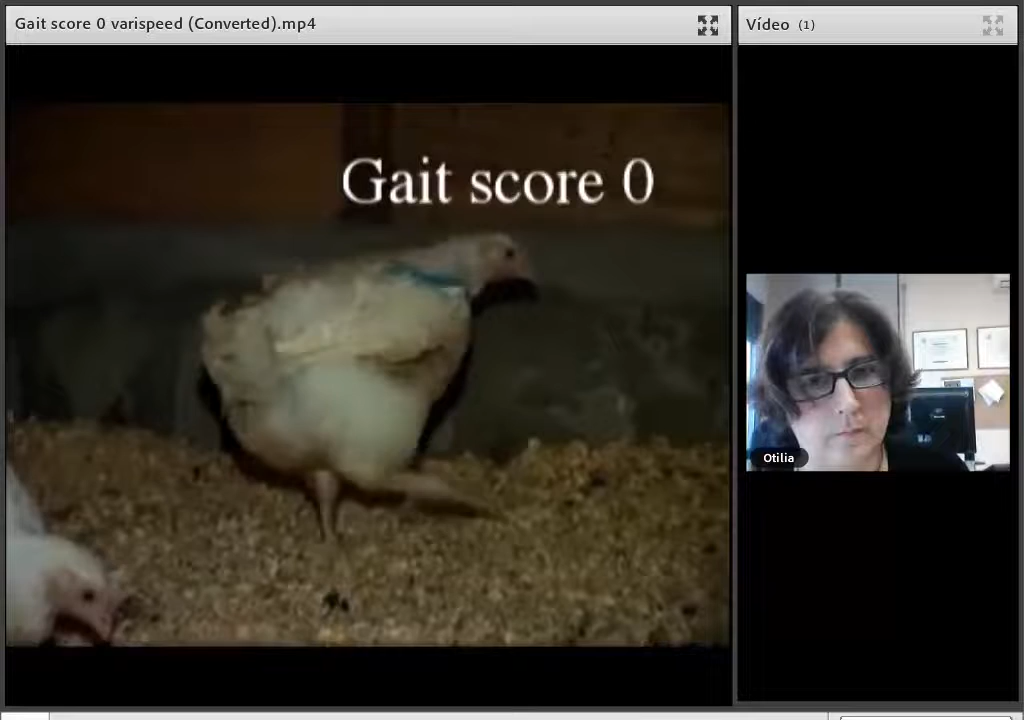 Gait score 0 varispeed (Converted).mp4
Vídeo (1)
Gait score 0
Otilia